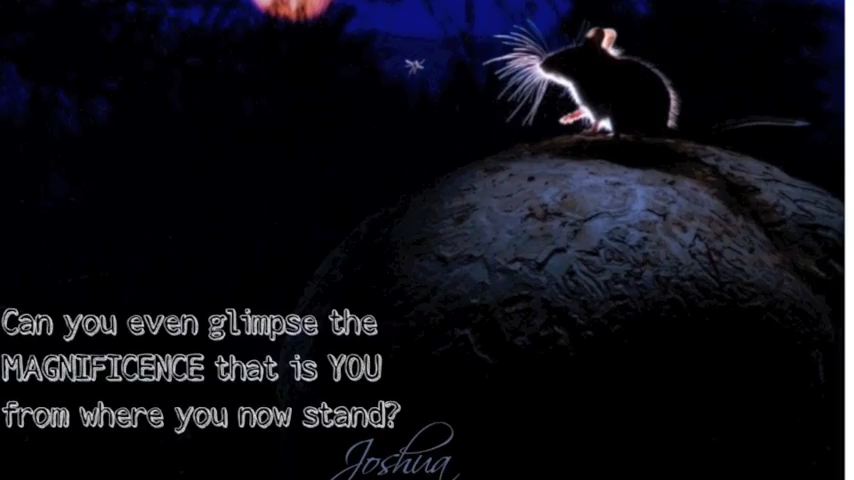 Can you even glimpse the
MAGNIFICENCE that is YOU
from where you now stand?
Joshua